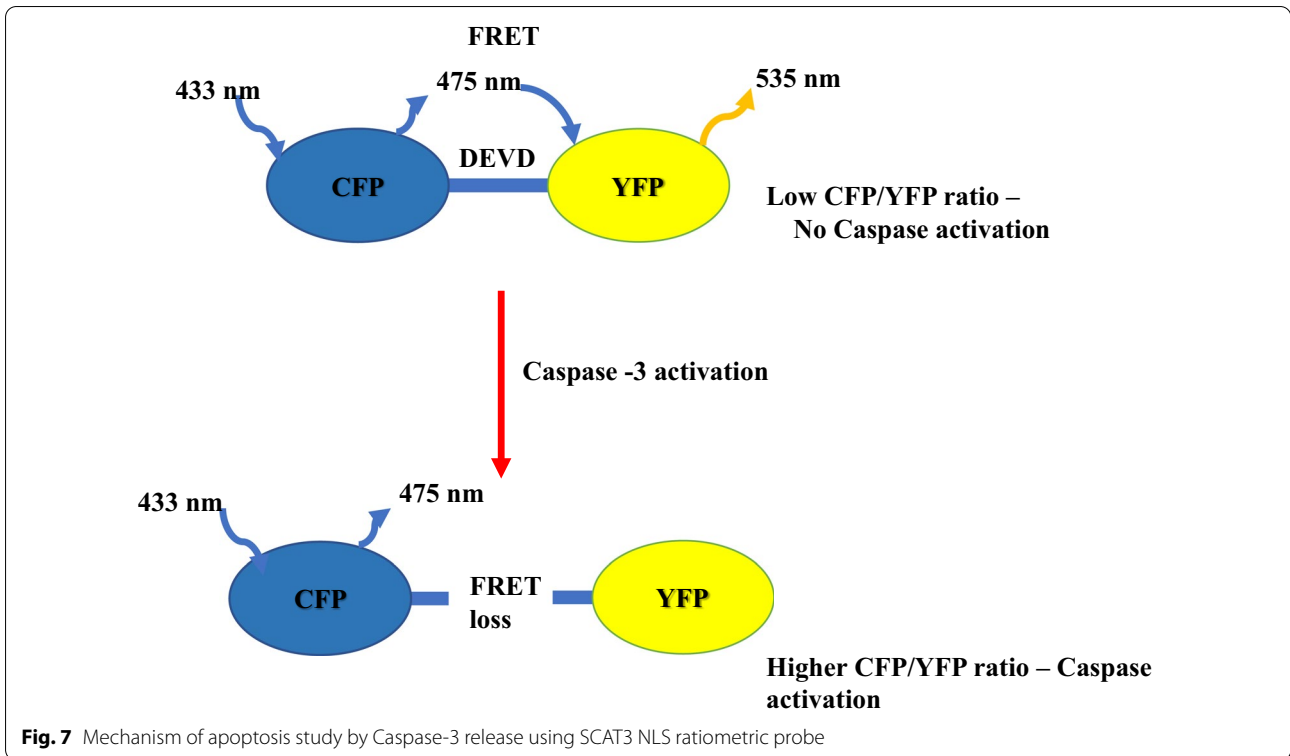 FRET
433 nm
475 nm
535 nm
DEVD
CFP
YFP
Low CFP/YFP ratio –
No Caspase activation
Caspase -3 activation
433 nm
475 nm
CFP
FRET
loss
YFP
Higher CFP/YFP ratio – Caspase
activation
Fig. 7 Mechanism of apoptosis study by Caspase-3 release using SCAT3 NLS ratiometric probe